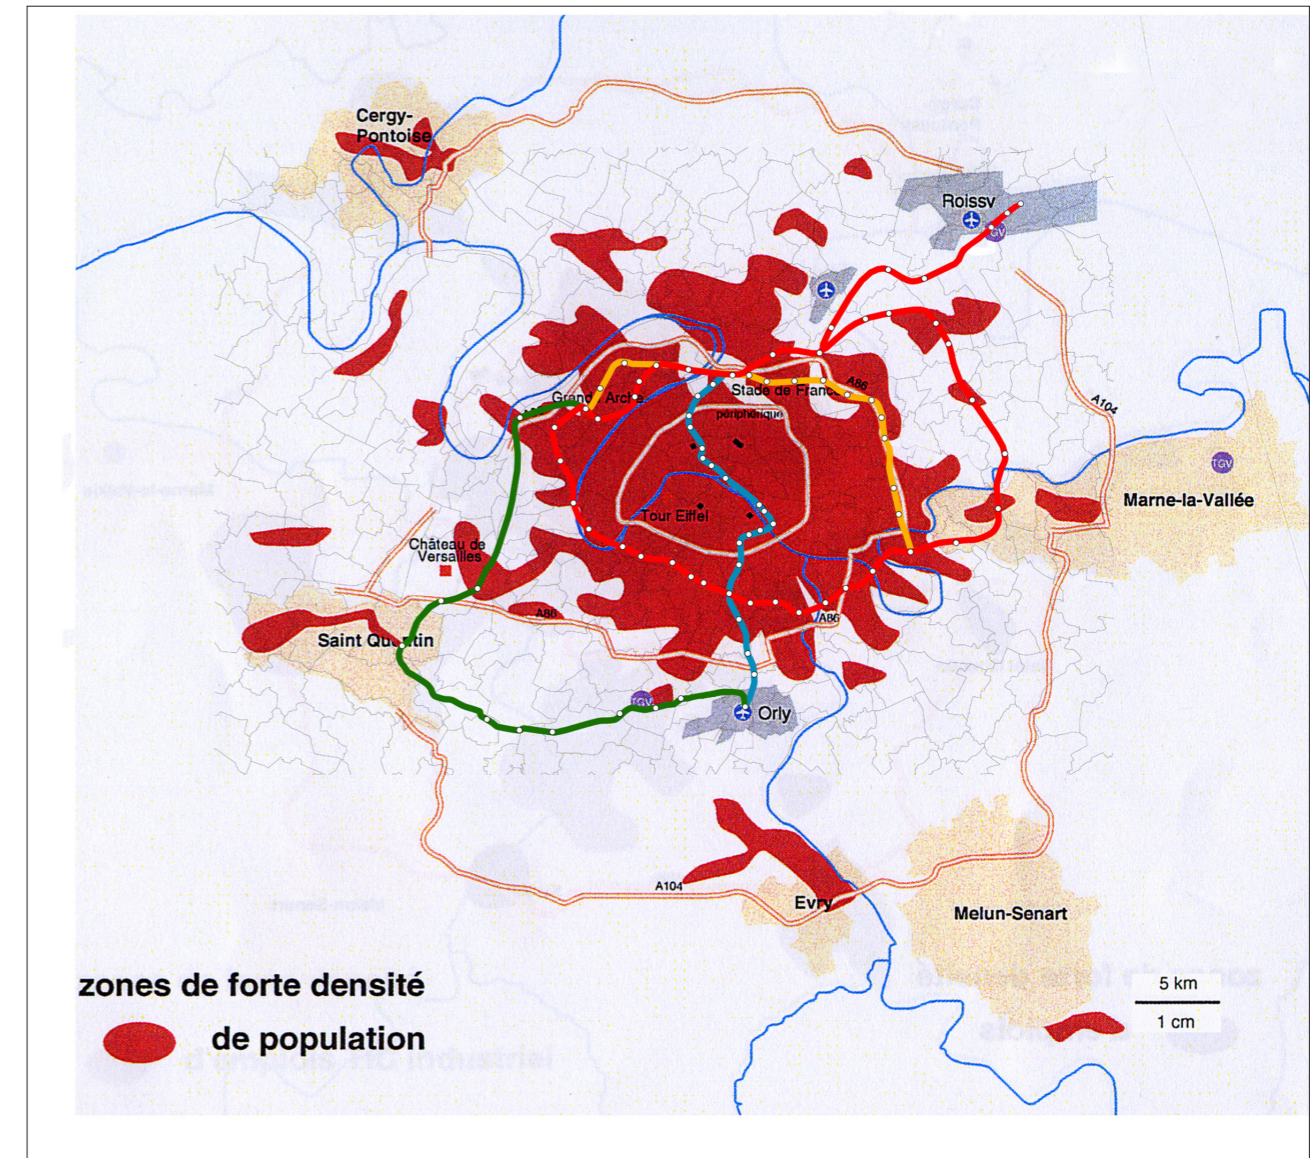 Cergy-
Pontoise
Roissy
TGV
A104
Grande Arche
Stade de France
A86
périphérique
TGV
Marne-la-Vallée
Tour Eiffel
Château de
Versailles
A86
A86
Saint Quentin
TGV
Orly
A104
Evry
Melun-Senart
zones de forte densité
de population
5 km
1 cm